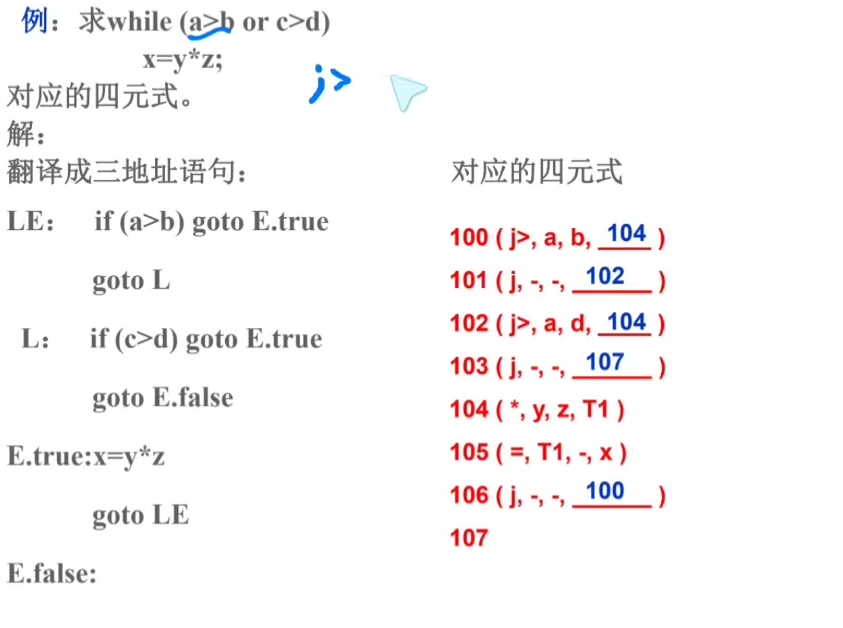 例：求while (a>b or c>d)
x=y*z;
j>
对应的四元式。
解：
翻译成三地址语句：
LE： if (a>b) goto E.true
goto L
L： if (c>d) goto E.true
goto E.false
E.true:x=y*z
goto LE
E.false:
对应的四元式
100 ( j>, a, b, 104 )
101 ( j, -, -, 102 )
102 ( j>, a, d, 104 )
103 ( j, -, -, 107 )
104 ( *, y, z, T1 )
105 ( =, T1, -, x )
106 ( j, -, -, 100 )
107